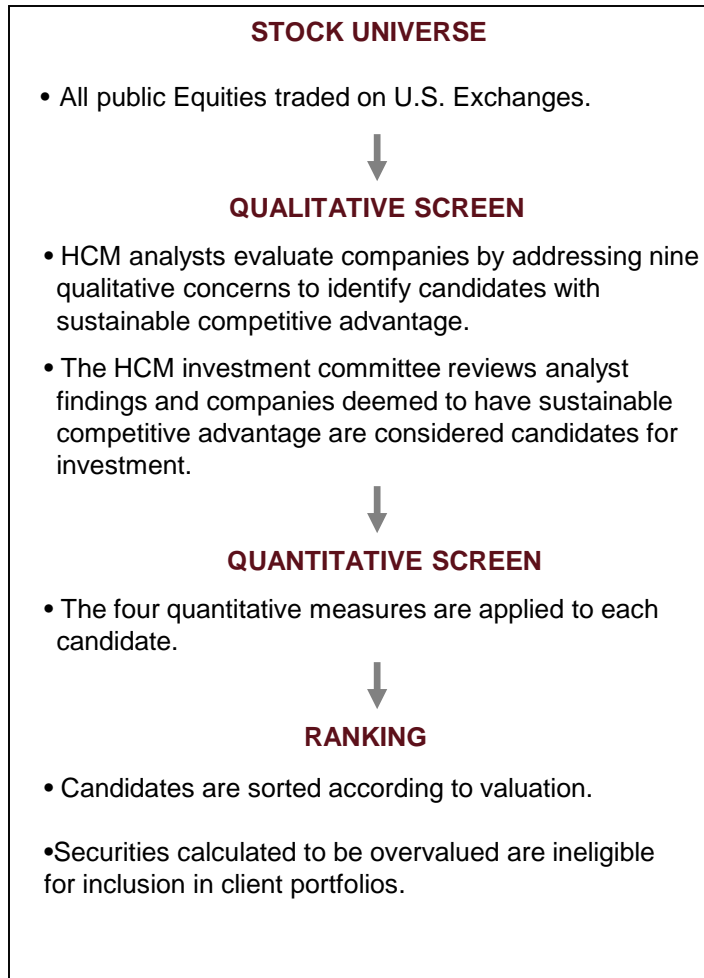 STOCK UNIVERSE
• All public Equities traded on U.S. Exchanges.
QUALITATIVE SCREEN
• HCM analysts evaluate companies by addressing nine
qualitative concerns to identify candidates with
sustainable competitive advantage.
• The HCM investment committee reviews analyst
findings and companies deemed to have sustainable
competitive advantage are considered candidates for
investment.
QUANTITATIVE SCREEN
• The four quantitative measures are applied to each
candidate.
RANKING
• Candidates are sorted according to valuation.
•Securities calculated to be overvalued are ineligible
for inclusion in client portfolios.